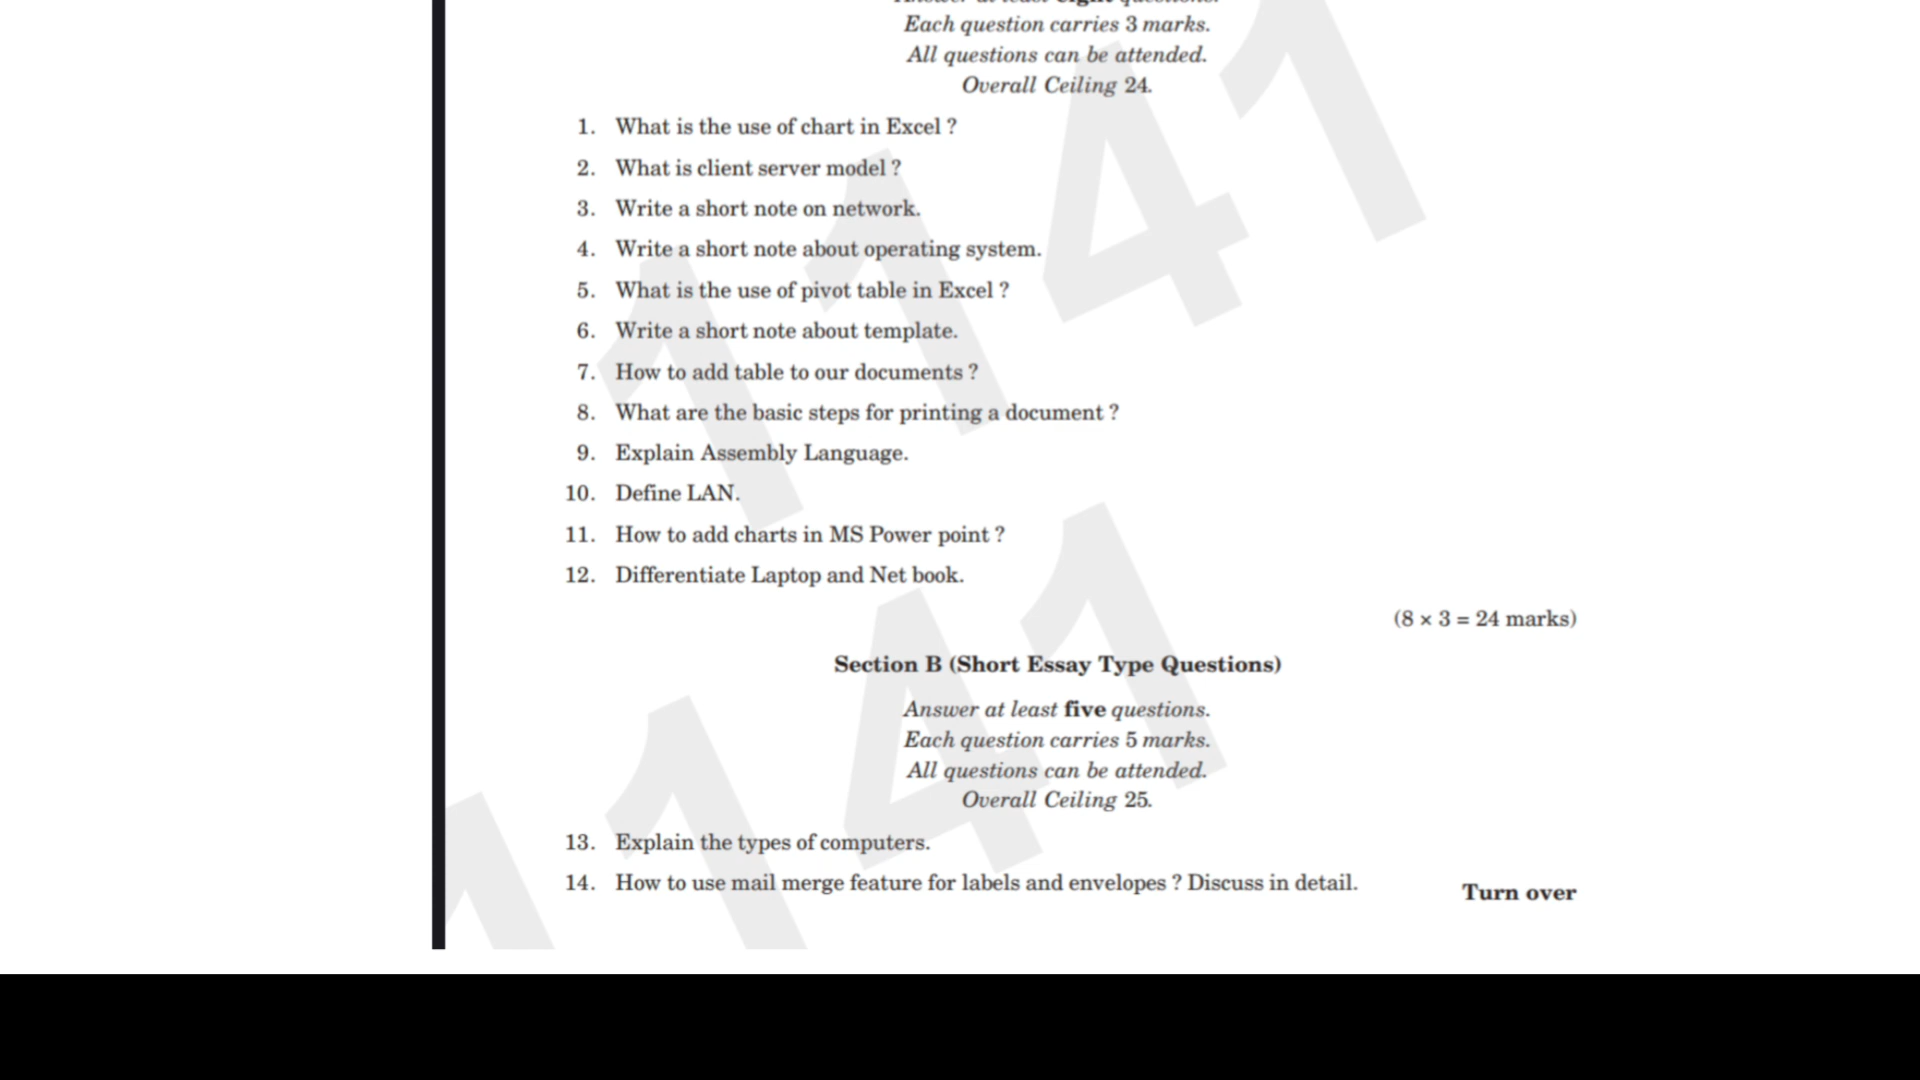 Answer at least eight questions.
Each question carries 3 marks.
All questions can be attended.
Overall Ceiling 24.
1. What is the use of chart in Excel ?
2. What is client server model ?
3. Write a short note on network.
4. Write a short note about operating system.
5. What is the use of pivot table in Excel ?
6. Write a short note about template.
7. How to add table to our documents ?
8. What are the basic steps for printing a document ?
9. Explain Assembly Language.
10. Define LAN.
11. How to add charts in MS Power point ?
12. Differentiate Laptop and Net book.
(8 × 3 = 24 marks)
Section B (Short Essay Type Questions)
Answer at least five questions.
Each question carries 5 marks.
All questions can be attended.
Overall Ceiling 25.
13. Explain the types of computers.
14. How to use mail merge feature for labels and envelopes ? Discuss in detail.
Turn over
1141
1141